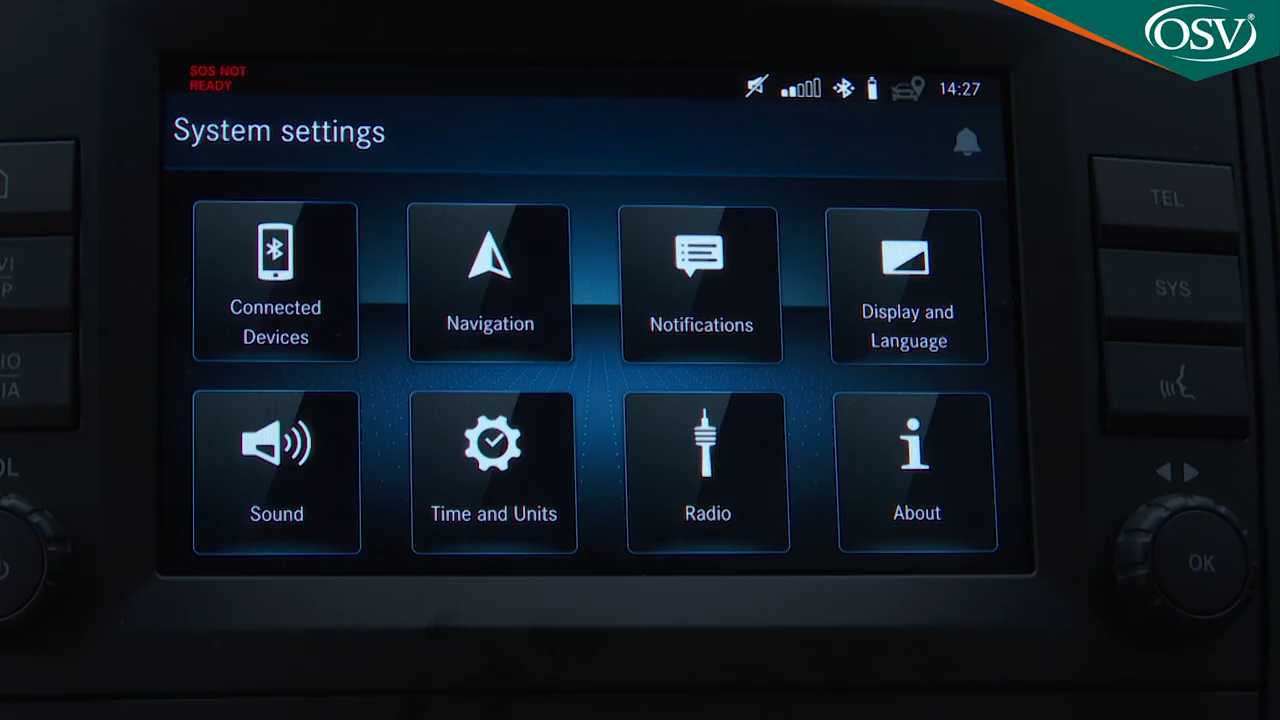 OSV®
SOS NOT
READY
14:27
System settings
Connected
Devices
Navigation
Notifications
Display and
Language
Sound
Time and Units
Radio
About
TEL
SYS
OK